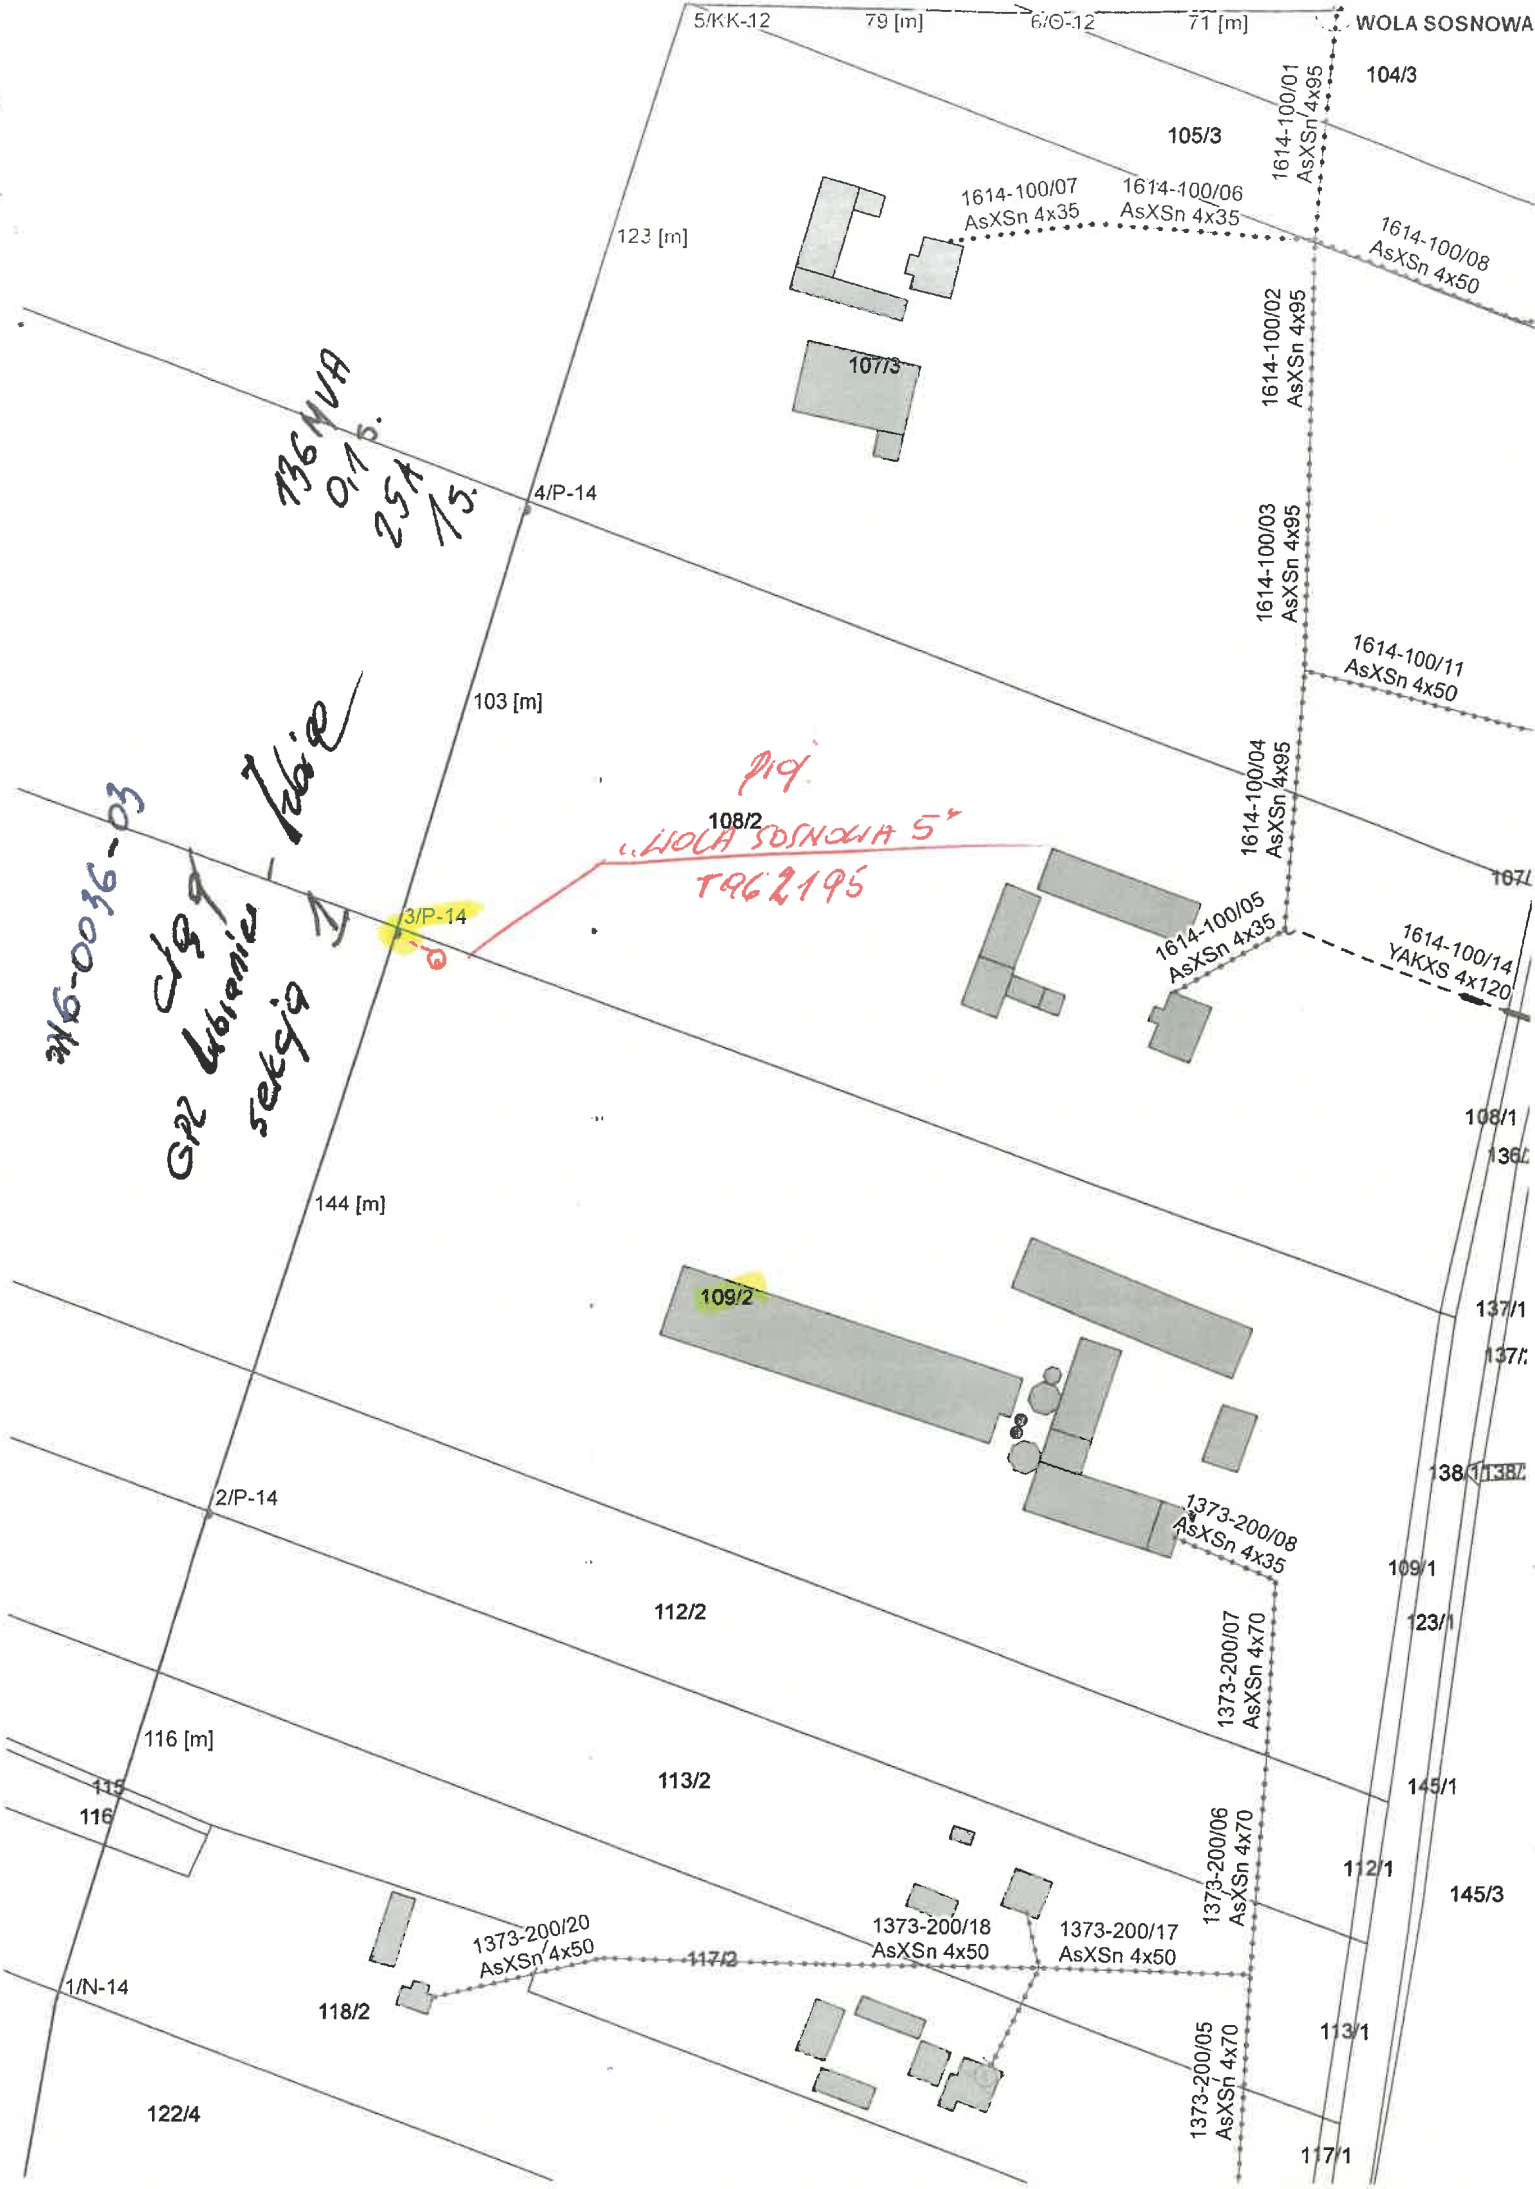 5/KK-12
79 [m]
6/⊙-12
71 [m]
WOLA SOSNOWA
104/3
1614-100/01
AsXSn 4x95
105/3
1614-100/07
AsXSn 4x35
1614-100/06
AsXSn 4x35
1614-100/08
AsXSn 4x50
123 [m]
1614-100/02
AsXSn 4x95
107/3
136 MVA
0,1 s.
25A
1s.
4/P-14
1614-100/03
AsXSn 4x95
1614-100/11
AsXSn 4x50
103 [m]
1614-100/04
AsXSn 4x95
108/2
"WOLA SOSNOWA 5"
T962195
3/P-14
1614-100/05
AsXSn 4x35
1614-100/14
YAKXS 4x120
-0036-03
GPZ Lubraniec - Izbica
sekcja 1
108/1
144 [m]
109/2
137/1
138/1
2/P-14
1373-200/08
AsXSn 4x35
109/1
112/2
123/1
1373-200/07
AsXSn 4x70
116 [m]
113/2
145/1
115
116
1373-200/06
AsXSn 4x70
112/1
145/3
1373-200/20
AsXSn 4x50
117/2
1373-200/18
AsXSn 4x50
1373-200/17
AsXSn 4x50
1/N-14
118/2
113/1
1373-200/05
AsXSn 4x70
122/4
117/1